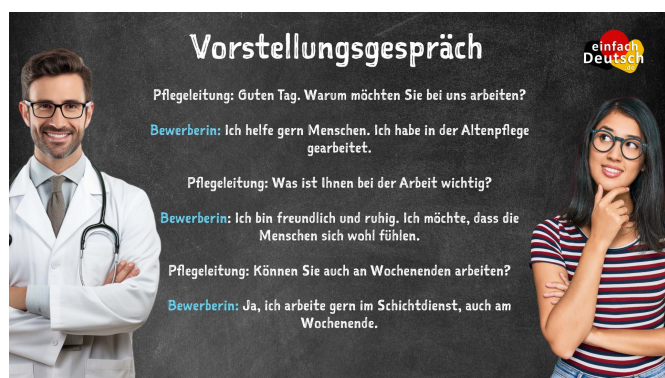 Vorstellungsgespräch
einfach
Deutsch
Pflegeleitung: Guten Tag. Warum möchten Sie bei uns arbeiten?
Bewerberin: Ich helfe gern Menschen. Ich habe in der Altenpflege
gearbeitet.
Pflegeleitung: Was ist Ihnen bei der Arbeit wichtig?
Bewerberin: Ich bin freundlich und ruhig. Ich möchte, dass die
Menschen sich wohl fühlen.
Pflegeleitung: Können Sie auch an Wochenenden arbeiten?
Bewerberin: Ja, ich arbeite gern im Schichtdienst, auch am
Wochenende.